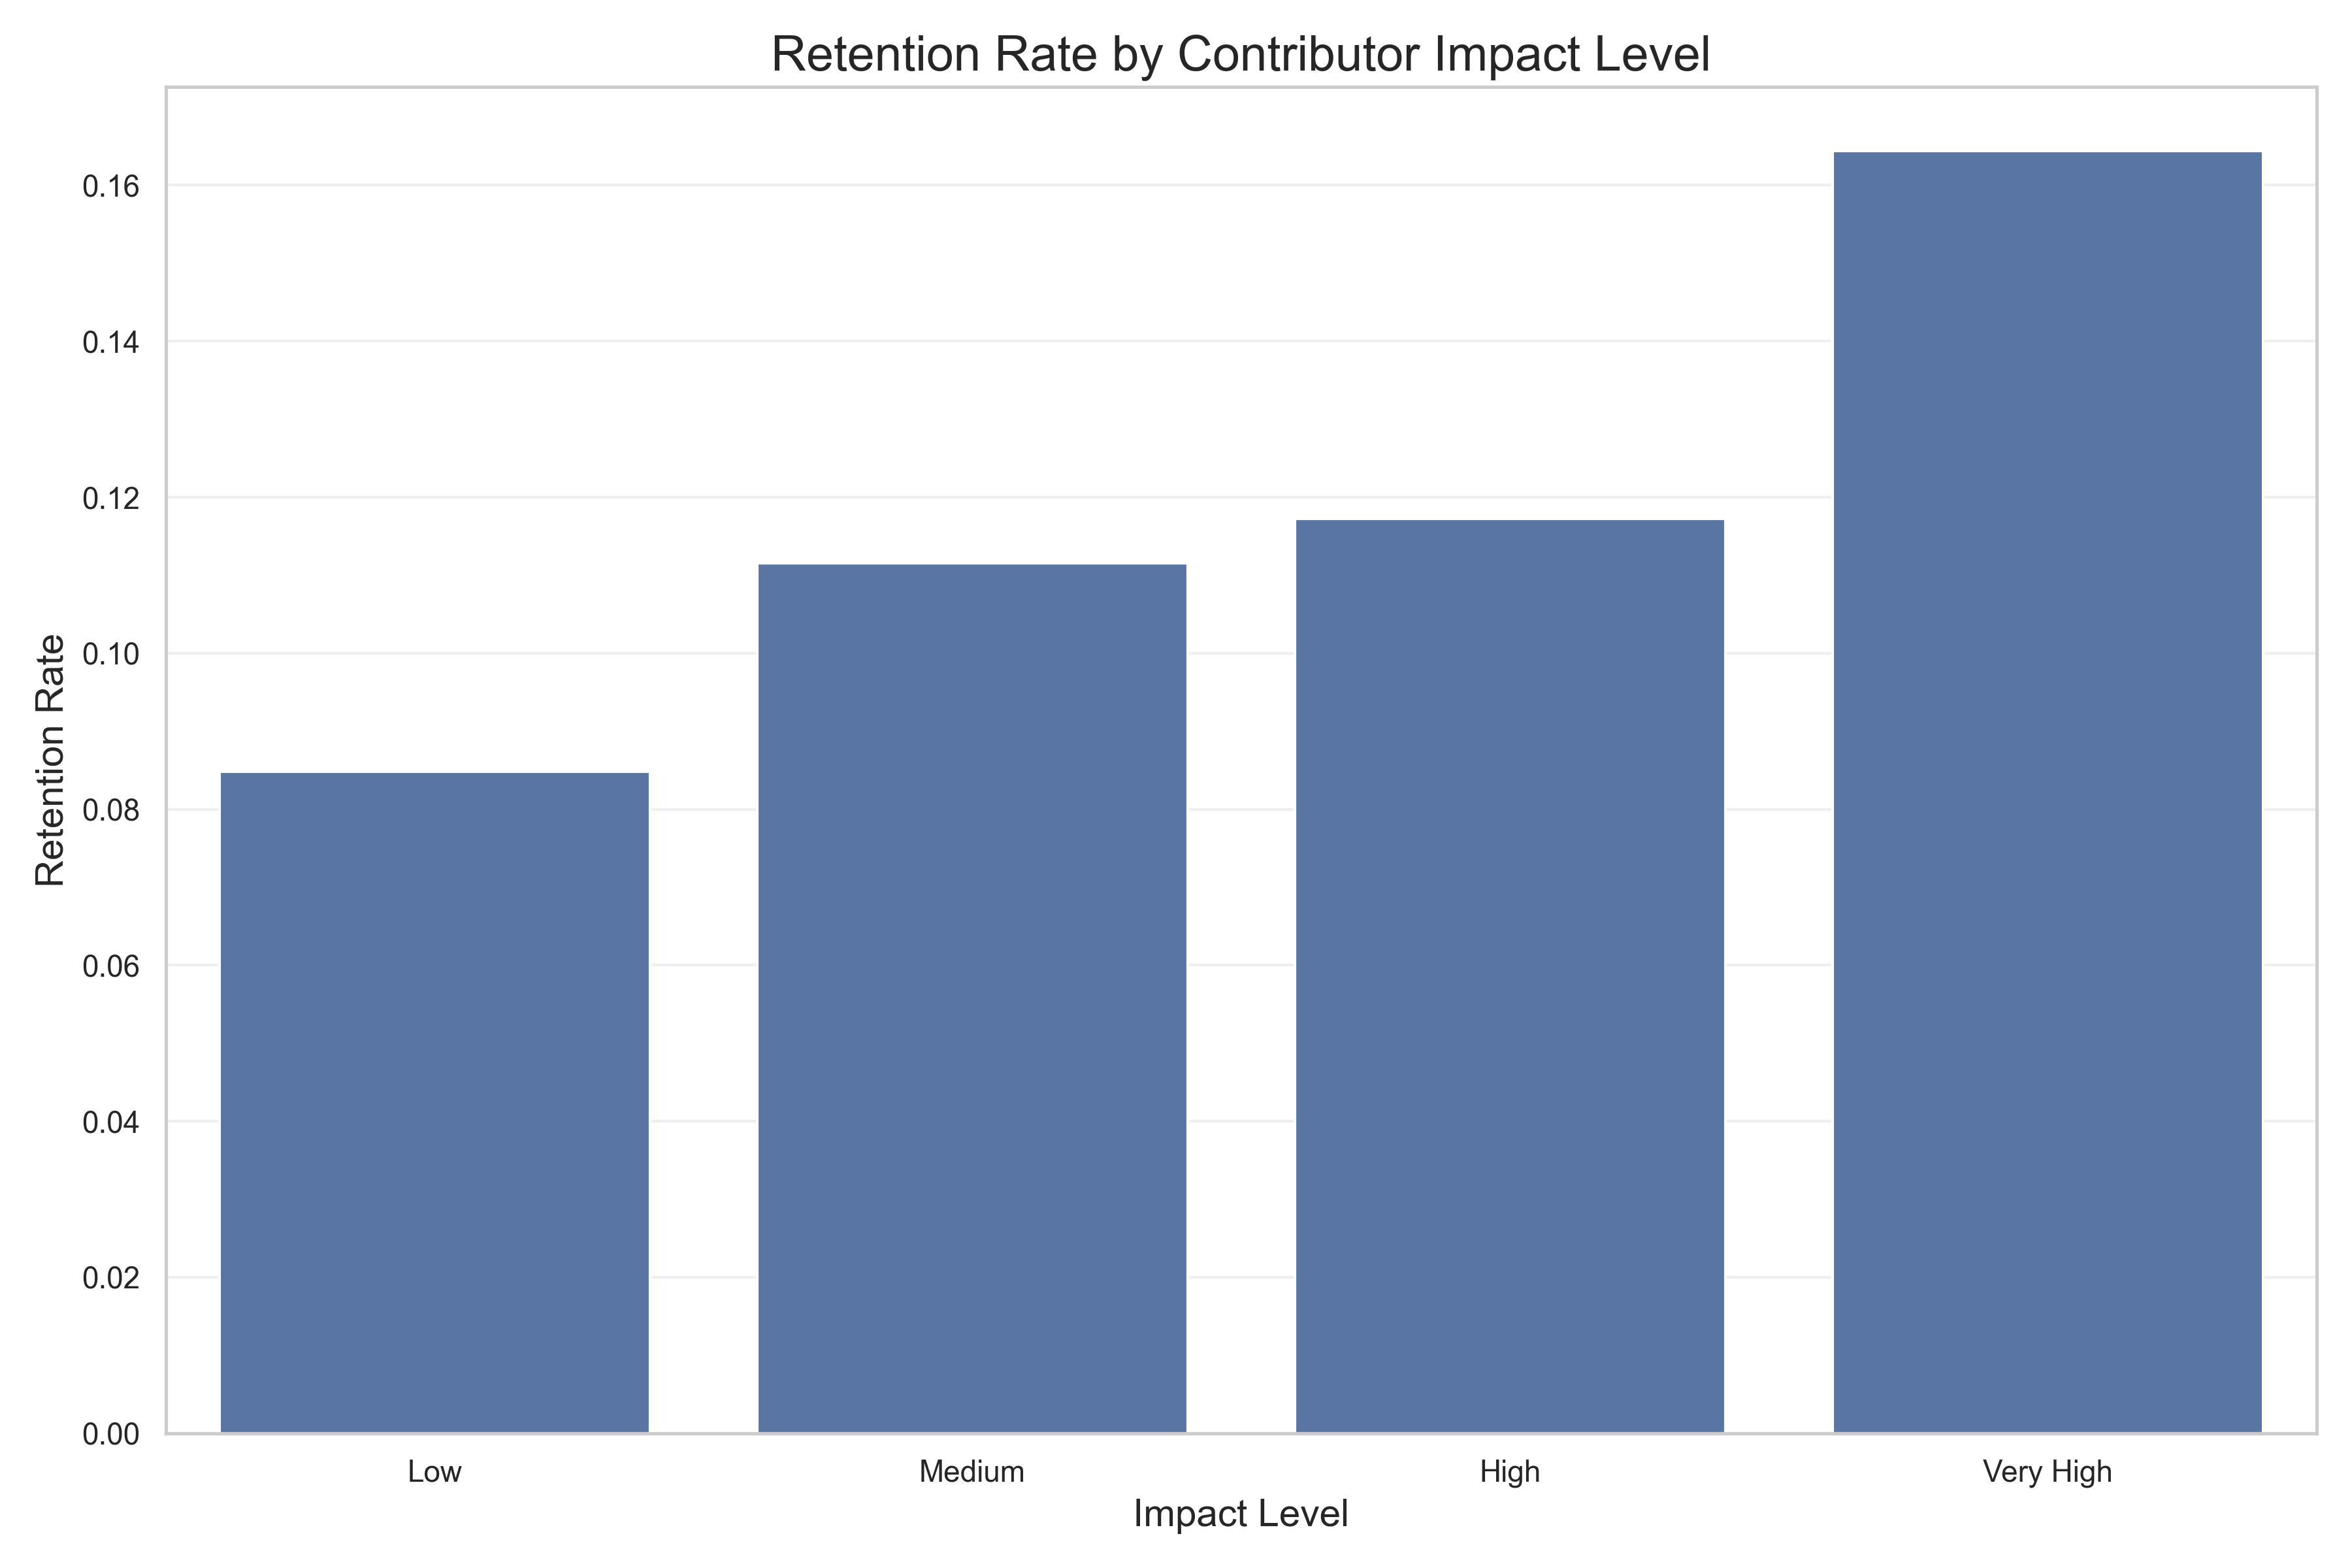 Retention Rate by Contributor Impact Level
Retention Rate
0.16
0.14
0.12
0.10
0.08
0.06
0.04
0.02
0.00
Low
Medium
High
Very High
Impact Level